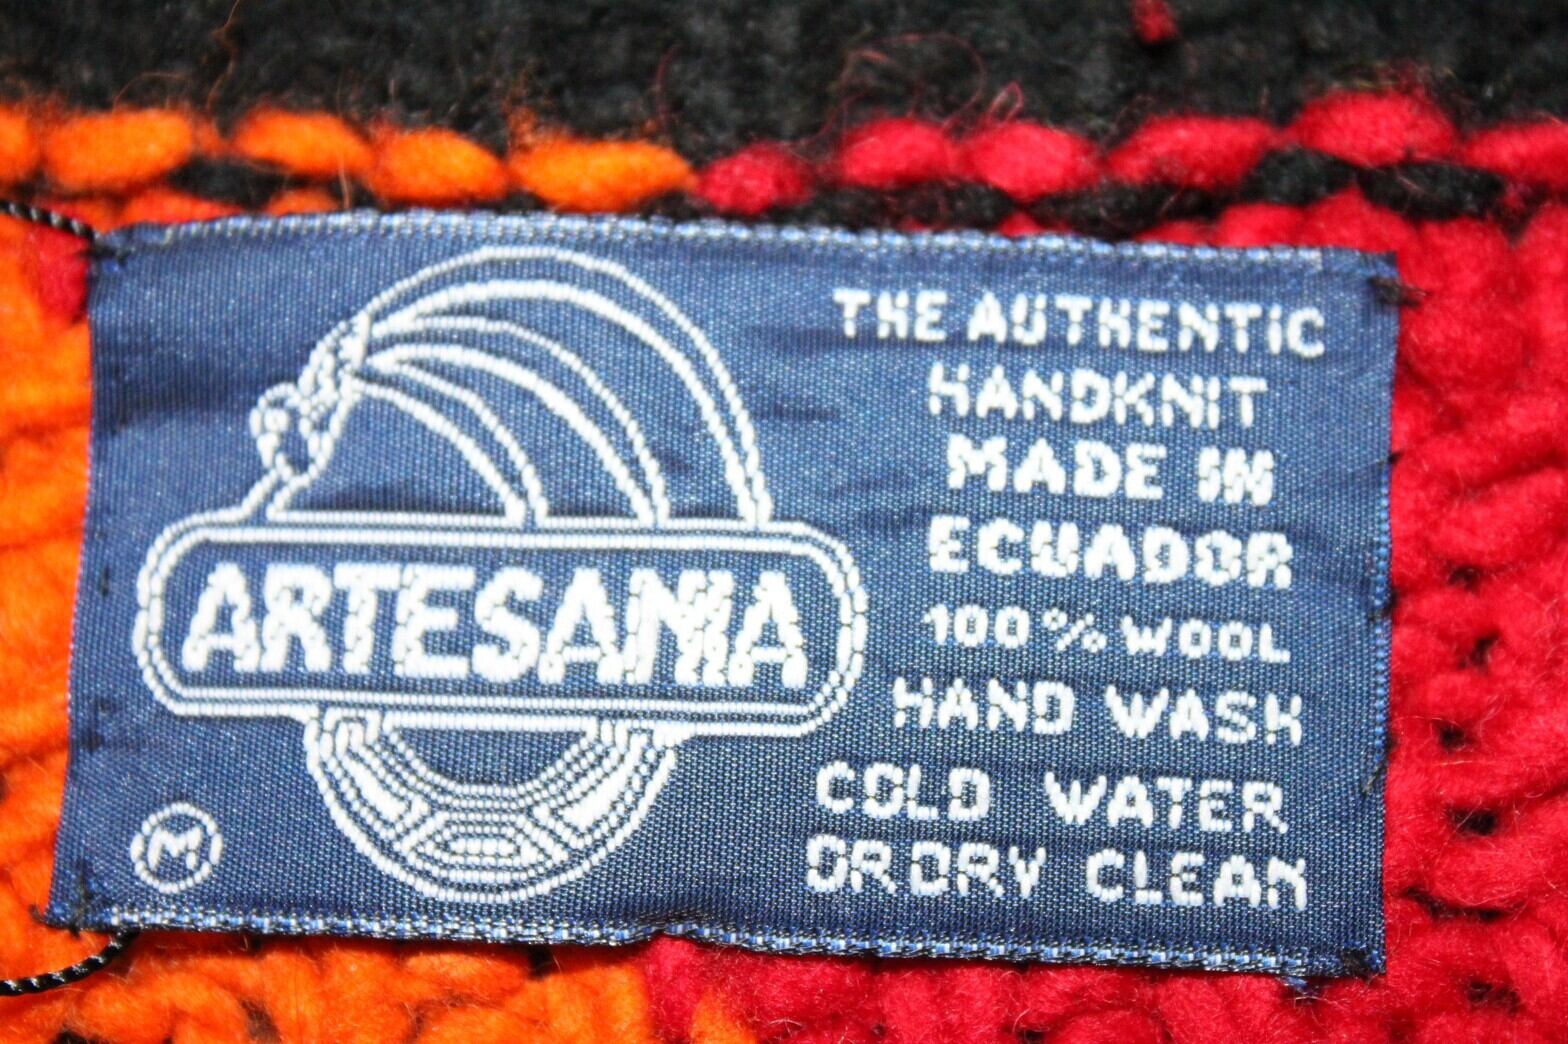 ARTESANIA
M
THE AUTHENTIC
HANDKNIT
MADE IN
ECUADOR
100% WOOL
HAND WASH
COLD WATER
OR DRY CLEAN